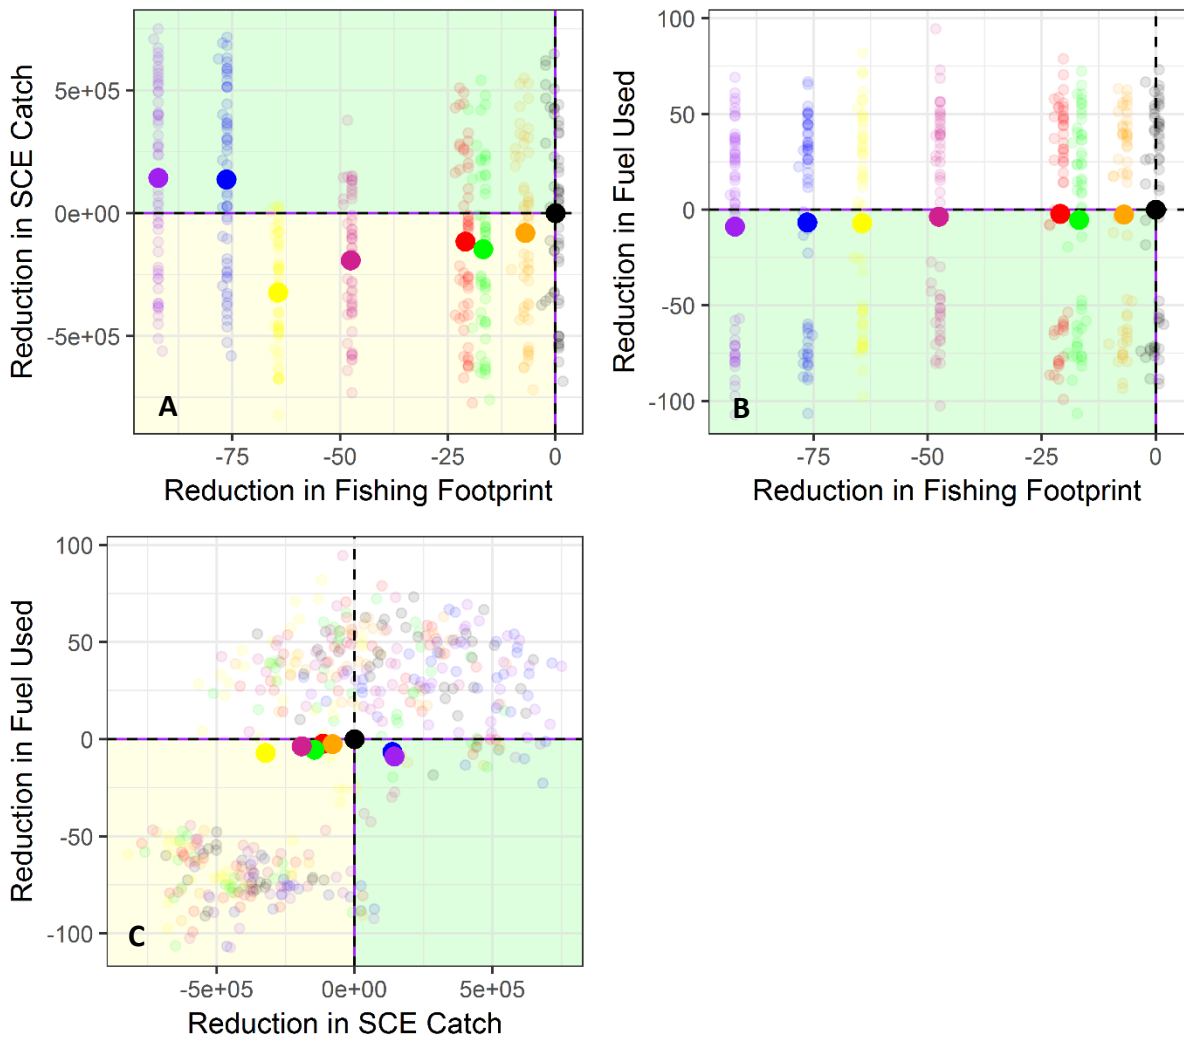 5e+05
0e+00
-5e+05
Reduction in SCE Catch
A
-75
-50
-25
0
Reduction in Fishing Footprint
100
50
0
-50
-100
Reduction in Fuel Used
B
-75
-50
-25
0
Reduction in Fishing Footprint
100
50
0
-50
-100
Reduction in Fuel Used
C
-5e+05
0e+00
5e+05
Reduction in SCE Catch